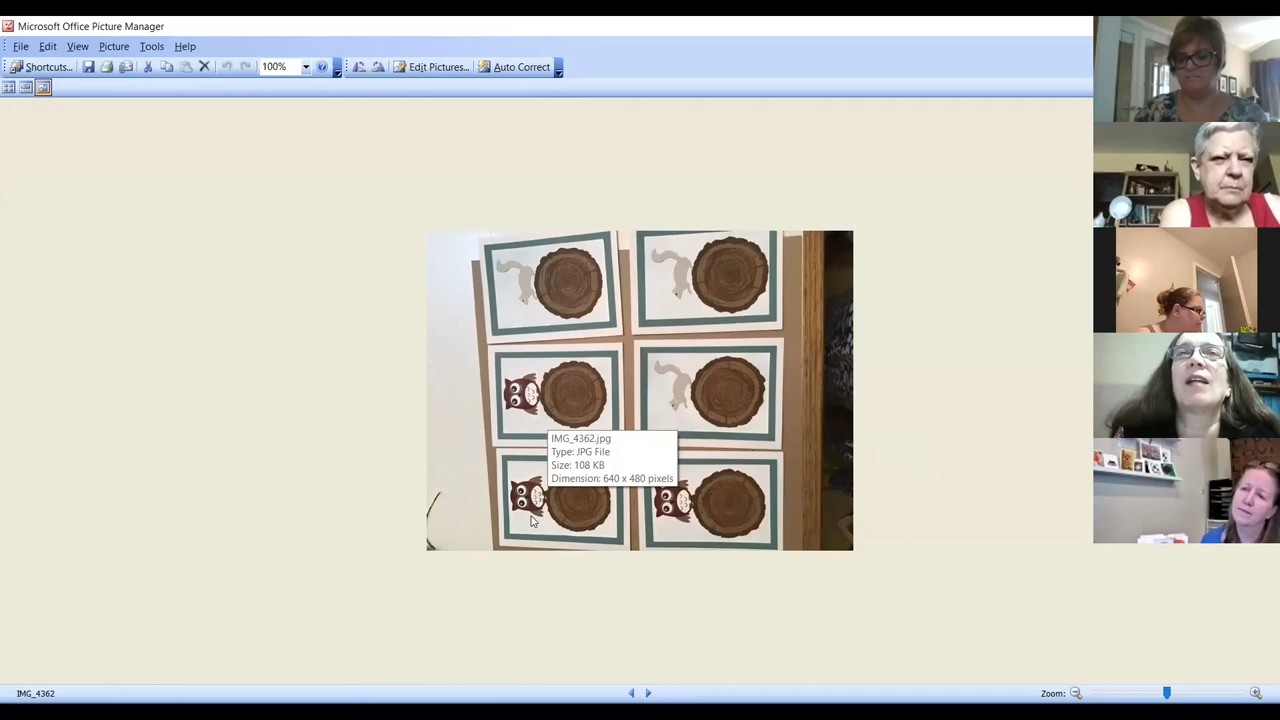 Microsoft Office Picture Manager
File Edit View Picture Tools Help
Shortcuts... 100% Edit Pictures... Auto Correct
IMG_4362.jpg
Type: JPG File
Size: 108 KB
Dimension: 640 x 480 pixels
IMG_4362 Zoom: